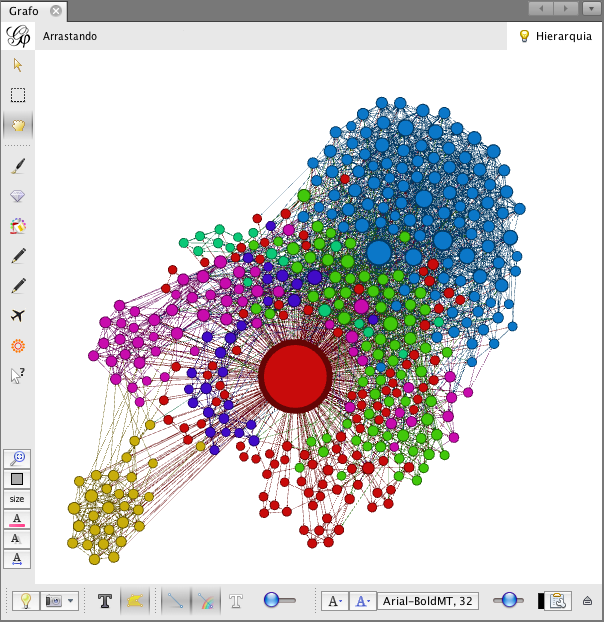 Grafo
Arrastando
Hierarquia
?
size
A
A
A
T
T
A
A
Arial-BoldMT, 32